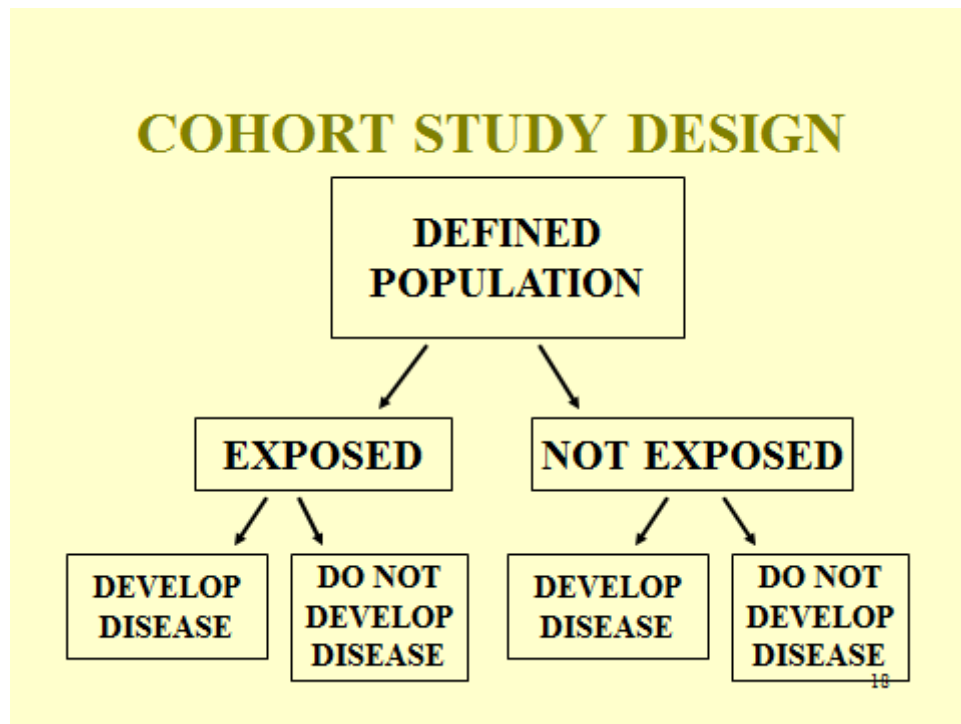 COHORT STUDY DESIGN
DEFINED
POPULATION
EXPOSED
NOT EXPOSED
DEVELOP
DISEASE
DO NOT
DEVELOP
DISEASE
DEVELOP
DISEASE
DO NOT
DEVELOP
DISEASE
18